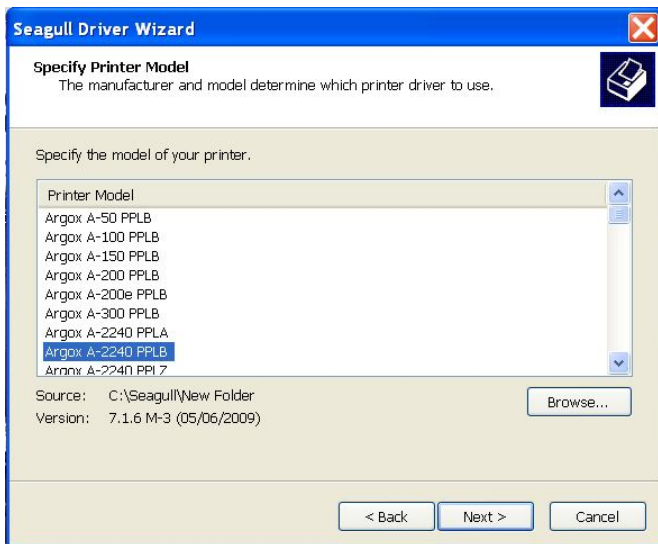 Seagull Driver Wizard
Specify Printer Model
The manufacturer and model determine which printer driver to use.
Specify the model of your printer.
Printer Model
Argox A-50 PPLB
Argox A-100 PPLB
Argox A-150 PPLB
Argox A-200 PPLB
Argox A-200e PPLB
Argox A-300 PPLB
Argox A-2240 PPLA
Argox A-2240 PPLB
Argox A-2240 PPLZ
Source: C:\Seagull\New Folder
Browse...
Version: 7.1.6 M-3 (05/06/2009)
< Back Next > Cancel